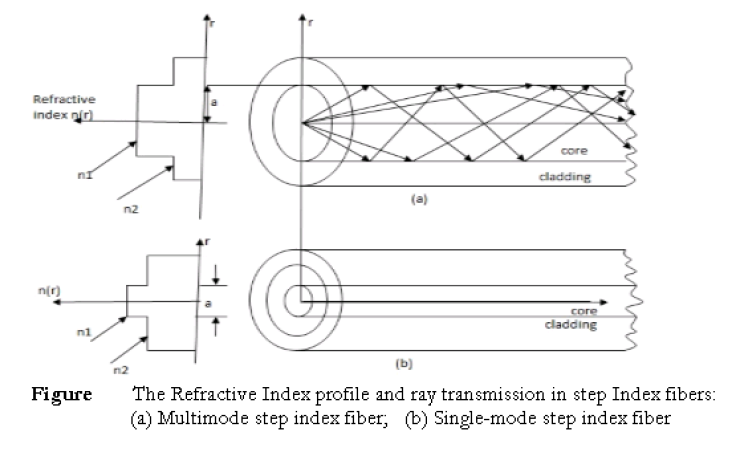 r
r
Refractive
index n(r)
a
n1
n2
core
cladding
(a)
r
n(r)
a
n1
n2
core
cladding
(b)
Figure The Refractive Index profile and ray transmission in step Index fibers:
(a) Multimode step index fiber; (b) Single-mode step index fiber